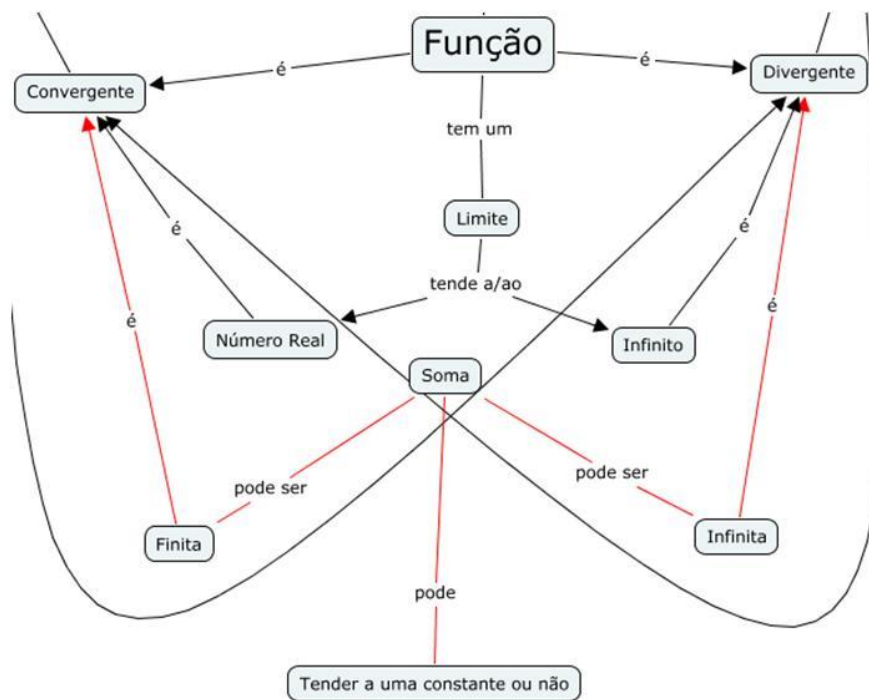 Função
é
é
Convergente
Divergente
tem um
Limite
é
é
tende a/ao
é
é
Número Real
Infinito
Soma
pode ser
pode ser
Finita
Infinita
pode
Tender a uma constante ou não